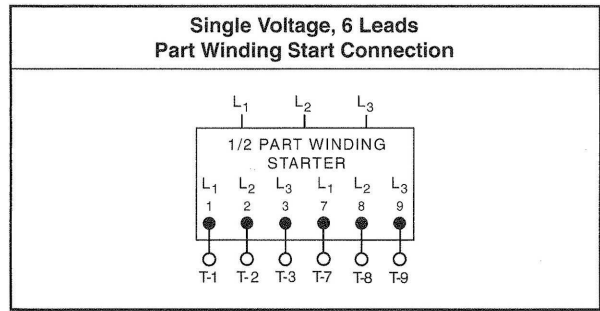 Single Voltage, 6 Leads
Part Winding Start Connection
L₁ L₂ L₃
1/2 PART WINDING
STARTER
L₁ L₂ L₃ L₁ L₂ L₃
1 2 3 7 8 9
T-1 T-2 T-3 T-7 T-8 T-9